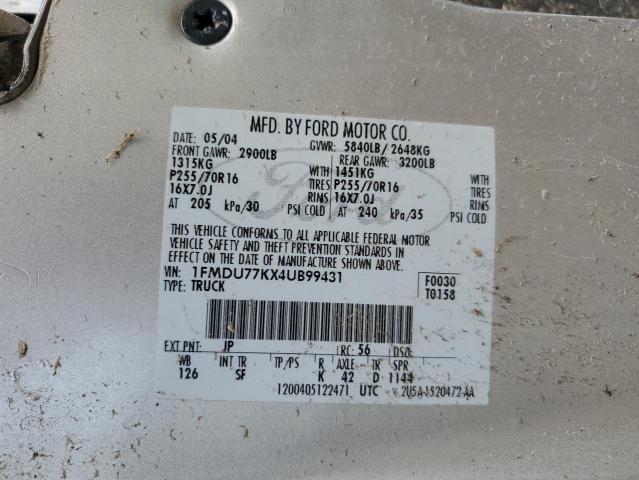 MFD. BY FORD MOTOR CO.
DATE: 05/04 GVWR: 5840LB/ 2648KG
FRONT GAWR: 2900LB REAR GAWR: 3200LB
1315KG WITH 1451KG WITH
P255/70R16 TIRES P255/70R16 TIRES
16X7.0J RIMS 16X7.0J RIMS
AT 205 kPa/30 PSI COLD AT 240 kPa/35 PSI COLD
Ford
THIS VEHICLE CONFORMS TO ALL APPLICABLE FEDERAL MOTOR
VEHICLE SAFETY AND THEFT PREVENTION STANDARDS IN
EFFECT ON THE DATE OF MANUFACTURE SHOWN ABOVE.
VIN: 1FMDU77KX4UB99431 F0030
TYPE: TRUCK T0158
EXT PNT: JP RC: 56 DSO:
WB INT TR TP/PS R AXLE TR SPR
126 SF K 42 D 1144
1200405122471 UTC 2U5A-1520472-AA